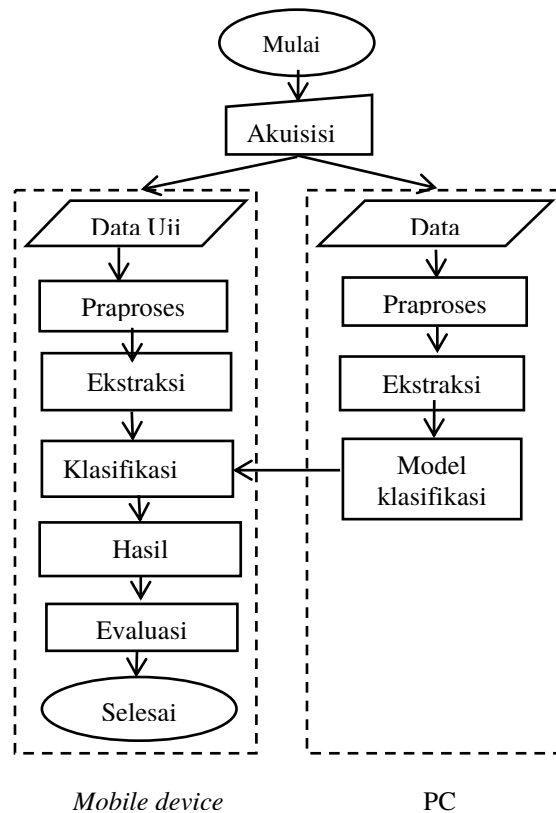 Mulai
Akuisisi
Data Uji
Praproses
Ekstraksi
Klasifikasi
Hasil
Evaluasi
Selesai
Data
Praproses
Ekstraksi
Model
klasifikasi
Mobile device
PC